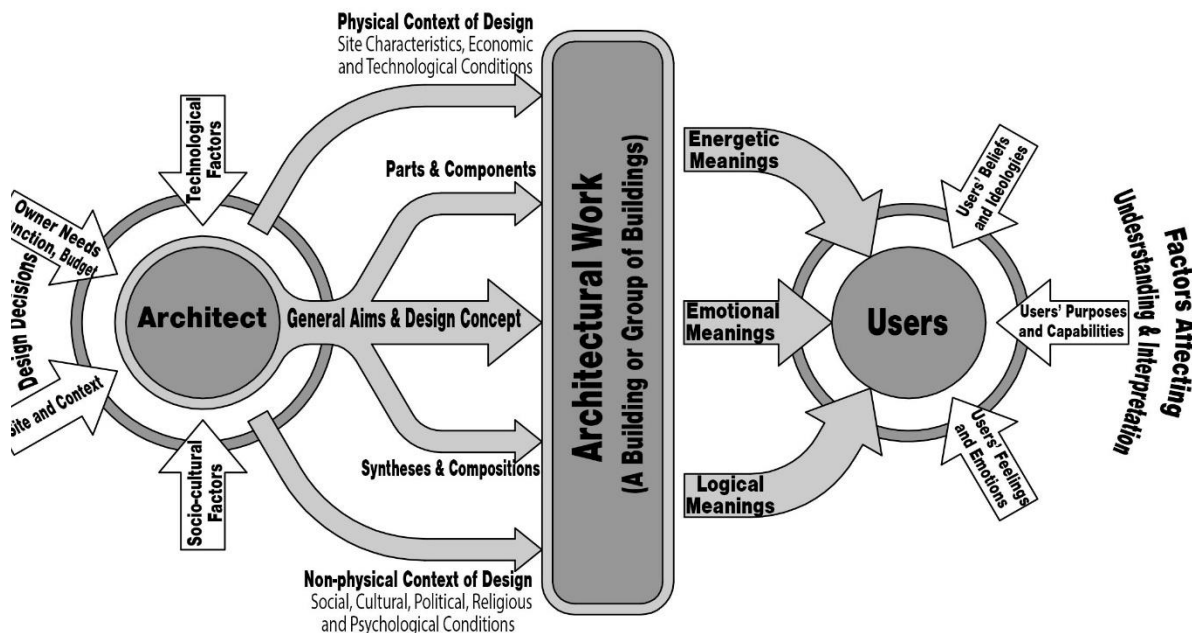 Physical Context of Design
Site Characteristics, Economic
and Technological Conditions
Technological
Factors
Owner Needs
unction, Budget
Design Decisions
Site and Context
Socio-cultural
Factors
Architect
Parts & Components
General Aims & Design Concept
Syntheses & Compositions
Non-physical Context of Design
Social, Cultural, Political, Religious
and Psychological Conditions
Architectural Work
(A Building or Group of Buildings)
Energetic
Meanings
Emotional
Meanings
Logical
Meanings
Users
Users' Beliefs
and Ideologies
Users' Purposes
and Capabilities
Users' Feelings
and Emotions
Factors Affecting
Undesrstanding & Interpretation